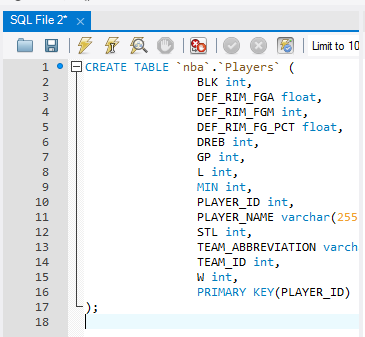 SQL File 2*
Limit to 10
1 CREATE TABLE `nba`.`Players` (
2 BLK int,
3 DEF_RIM_FGA float,
4 DEF_RIM_FGM int,
5 DEF_RIM_FG_PCT float,
6 DREB int,
7 GP int,
8 L int,
9 MIN int,
10 PLAYER_ID int,
11 PLAYER_NAME varchar(255
12 STL int,
13 TEAM_ABBREVIATION varch
14 TEAM_ID int,
15 W int,
16 PRIMARY KEY(PLAYER_ID)
17 );
18